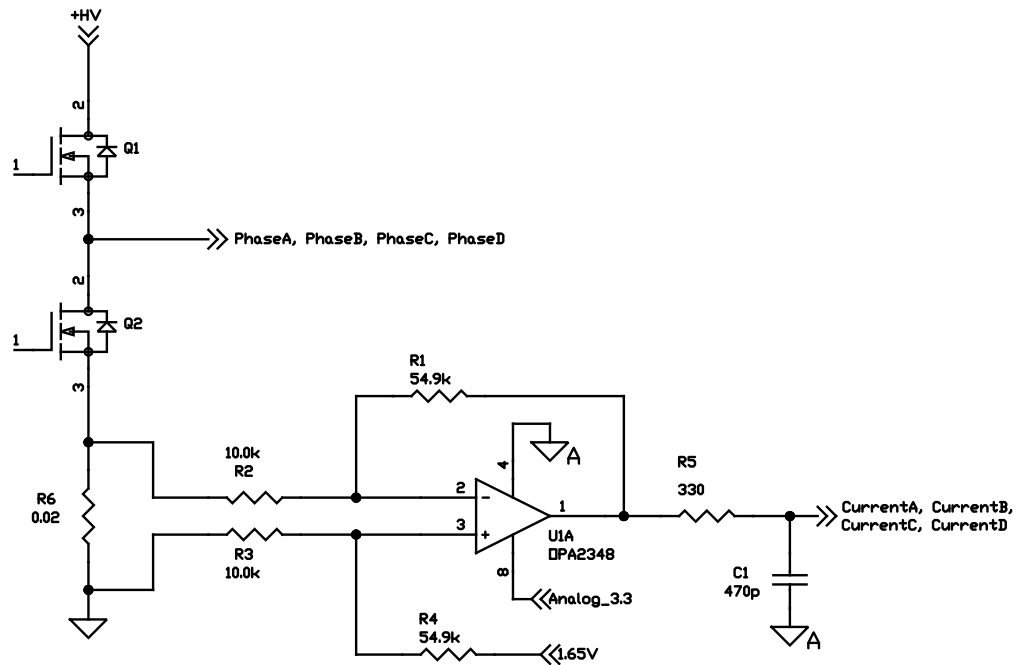 +HV
2
Q1
1
3
PhaseA, PhaseB, PhaseC, PhaseD
2
Q2
1
3
R1
54.9k
10.0k
R2
4
A
R5
330
R6
0.02
2
-
1
CurrentA, CurrentB,
CurrentC, CurrentD
3
+
U1A
OPA2348
R3
10.0k
8
Analog_3.3
C1
470p
R4
54.9k
1.65V
A